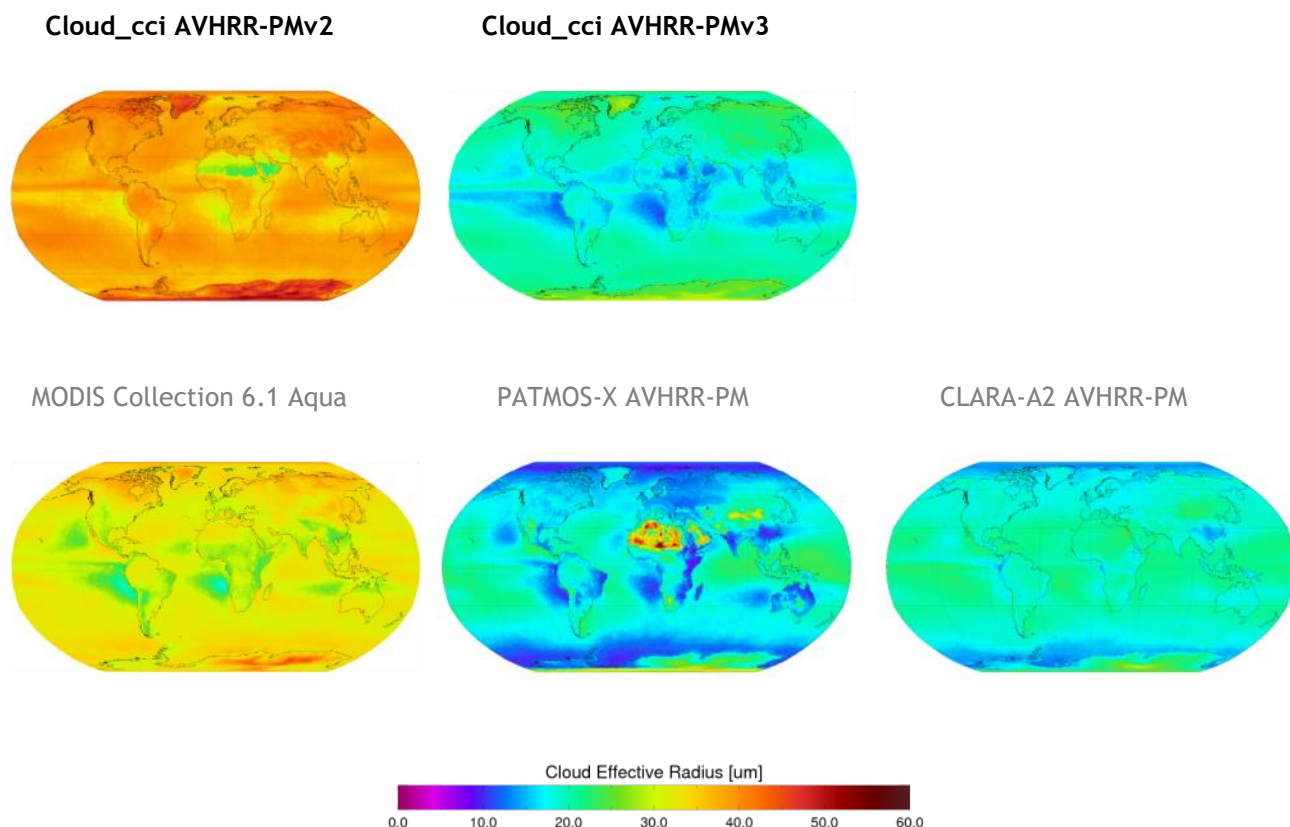 Cloud_cci AVHRR-PMv2 Cloud_cci AVHRR-PMv3
MODIS Collection 6.1 Aqua PATMOS-X AVHRR-PM CLARA-A2 AVHRR-PM
Cloud Effective Radius [um]
0.0 10.0 20.0 30.0 40.0 50.0 60.0